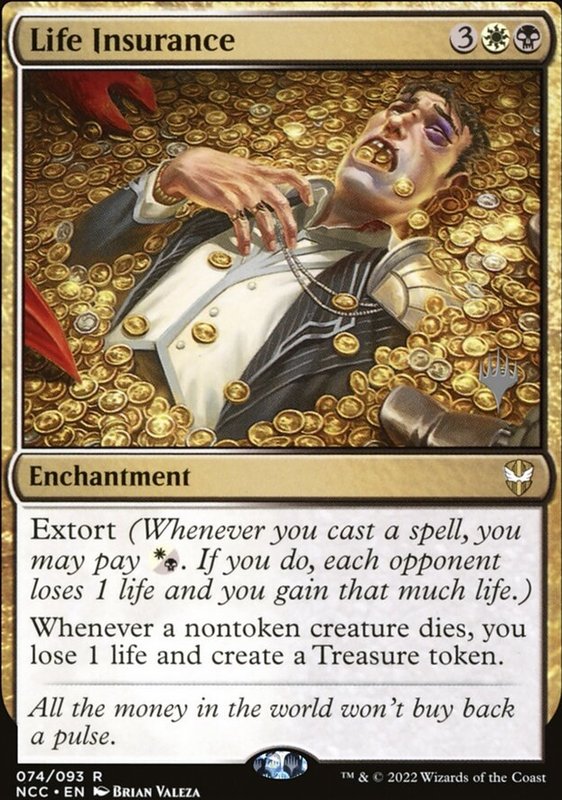 Life Insurance 3
Enchantment
Extort (Whenever you cast a spell, you
may pay . If you do, each opponent
loses 1 life and you gain that much life.)
Whenever a nontoken creature dies, you
lose 1 life and create a Treasure token.
All the money in the world won't buy back
a pulse.
074/093 R
NCC • EN Brian Valeza
™ & © 2022 Wizards of the Coast